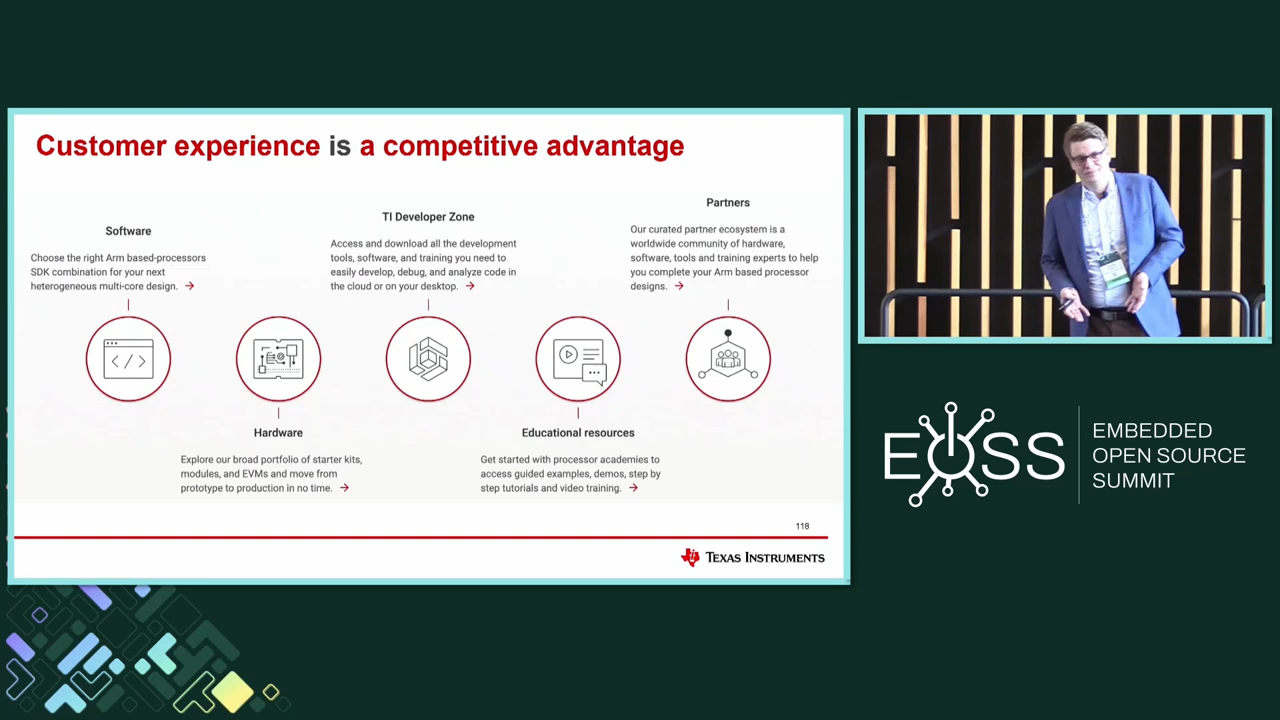 Customer experience is a competitive advantage
Software
Choose the right Arm based-processors
SDK combination for your next
heterogeneous multi-core design. →
TI Developer Zone
Access and download all the development
tools, software, and training you need to
easily develop, debug, and analyze code in
the cloud or on your desktop. →
Partners
Our curated partner ecosystem is a
worldwide community of hardware,
software, tools and training experts to help
you complete your Arm based processor
designs. →
Hardware
Explore our broad portfolio of starter kits,
modules, and EVMs and move from
prototype to production in no time. →
Educational resources
Get started with processor academies to
access guided examples, demos, step by
step tutorials and video training. →
118
TEXAS INSTRUMENTS
EOSS
EMBEDDED
OPEN SOURCE
SUMMIT